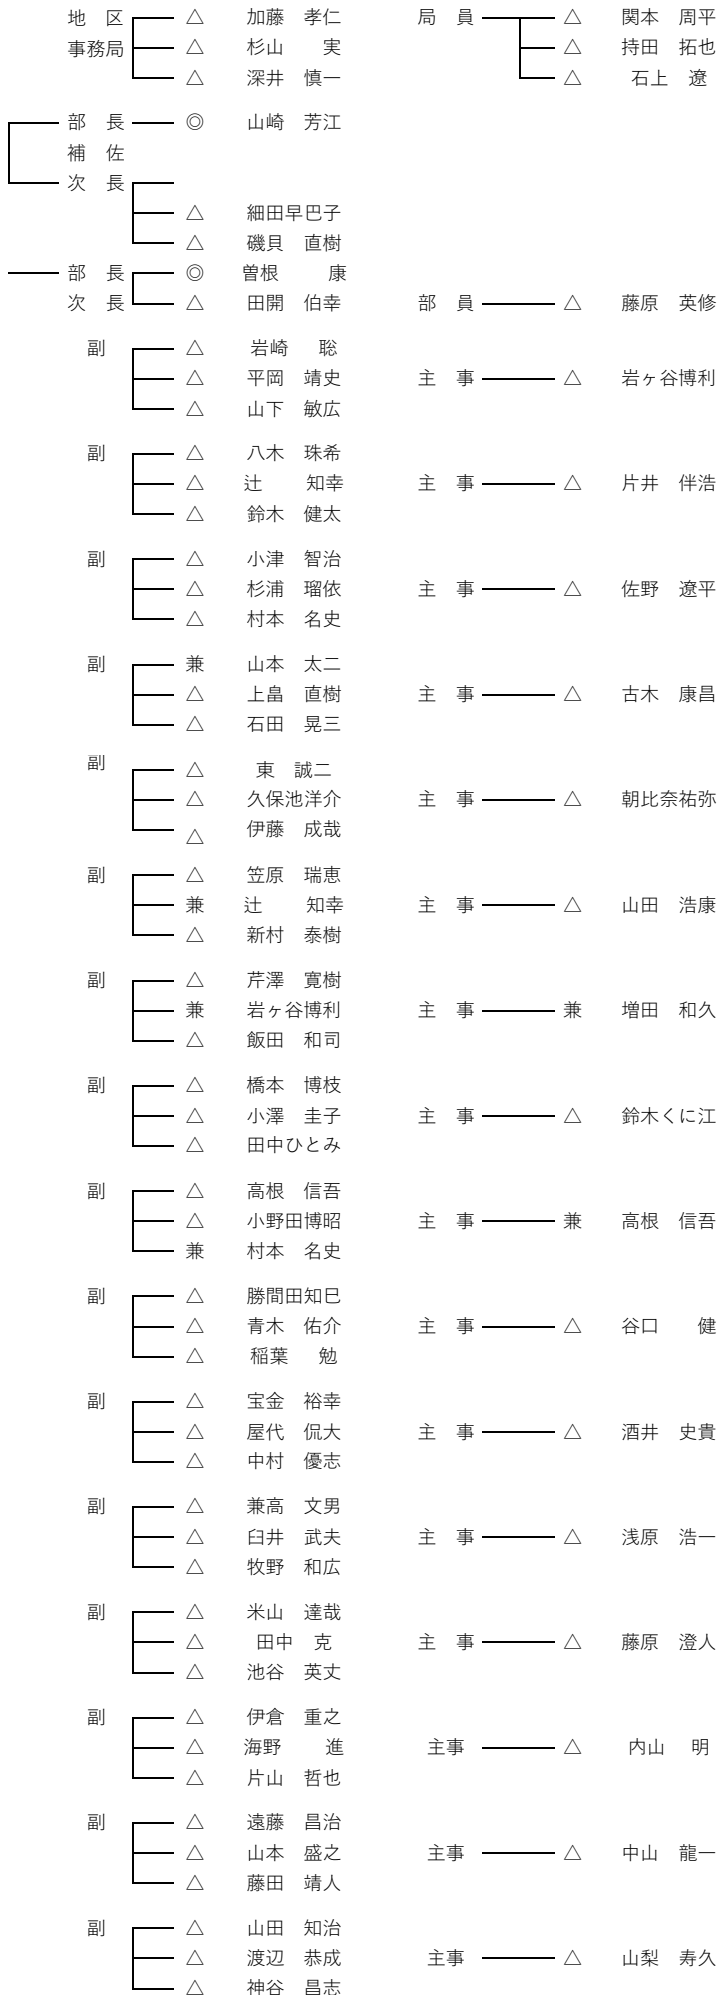 地　区　△　加藤　孝仁　局　員　△　関本　周平
事務局　△　杉山　実　△　持田　拓也
△　深井　慎一　△　石上　遼
部　長　◎　山崎　芳江
補　佐
次　長
△　細田早巴子
△　磯貝　直樹
部　長　◎　曽根　康
次　長　△　田開　伯幸　部　員　△　藤原　英修
副　△　岩崎　聡
△　平岡　靖史　主　事　△　岩ヶ谷博利
△　山下　敏広
副　△　八木　珠希
△　辻　知幸　主　事　△　片井　伴浩
△　鈴木　健太
副　△　小津　智治
△　杉浦　瑠依　主　事　△　佐野　遼平
△　村本　名史
副　兼　山本　太二
△　上畠　直樹　主　事　△　古木　康昌
△　石田　晃三
副　△　東　誠二
△　久保池洋介　主　事　△　朝比奈祐弥
△　伊藤　成哉
副　△　笠原　瑞恵
兼　辻　知幸　主　事　△　山田　浩康
△　新村　泰樹
副　△　芹澤　寛樹
兼　岩ヶ谷博利　主　事　兼　増田　和久
△　飯田　和司
副　△　橋本　博枝
△　小澤　圭子　主　事　△　鈴木くに江
△　田中ひとみ
副　△　高根　信吾
△　小野田博昭　主　事　兼　高根　信吾
兼　村本　名史
副　△　勝間田知巳
△　青木　佑介　主　事　△　谷口　健
△　稲葉　勉
副　△　宝金　裕幸
△　屋代　侃大　主　事　△　酒井　史貴
△　中村　優志
副　△　兼高　文男
△　臼井　武夫　主　事　△　浅原　浩一
△　牧野　和広
副　△　米山　達哉
△　田中　克　主　事　△　藤原　澄人
△　池谷　英丈
副　△　伊倉　重之
△　海野　進　主事　△　内山　明
△　片山　哲也
副　△　遠藤　昌治
△　山本　盛之　主事　△　中山　龍一
△　藤田　靖人
副　△　山田　知治
△　渡辺　恭成　主事　△　山梨　寿久
△　神谷　昌志